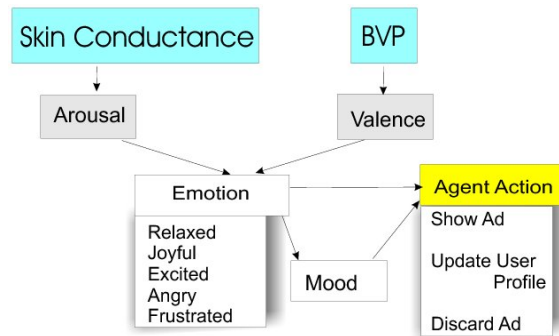 Skin Conductance
BVP
Arousal
Valence
Emotion
Relaxed
Joyful
Excited
Angry
Frustrated
Mood
Agent Action
Show Ad
Update User
Profile
Discard Ad